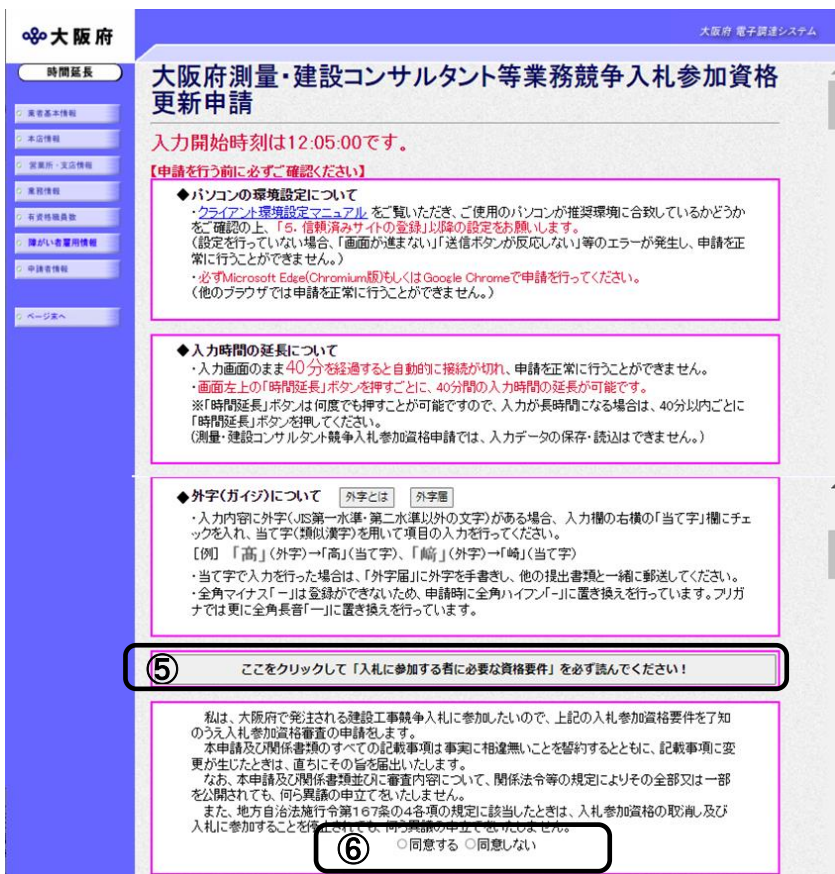 大阪府
大阪府 電子調達システム
時間延長
業者基本情報
本店情報
営業所・支店情報
業務情報
有資格職員数
障がい者雇用情報
申請者情報
ページ末へ
大阪府測量・建設コンサルタント等業務競争入札参加資格
更新申請
入力開始時刻は12:05:00です。
【申請を行う前に必ずご確認ください】
◆パソコンの環境設定について
・クライアント環境設定マニュアル をご覧いただき、ご使用のパソコンが推奨環境に合致しているかどうか
をご確認の上、「5．信頼済みサイトの登録」以降の設定をお願いします。
(設定を行っていない場合、「画面が進まない」「送信ボタンが反応しない」等のエラーが発生し、申請を正
常に行うことができません。)
・必ずMicrosoft Edge(Chromium版)もしくはGoogle Chromeで申請を行ってください。
(他のブラウザでは申請を正常に行うことができません。)
◆入力時間の延長について
・入力画面のまま40分を経過すると自動的に接続が切れ、申請を正常に行うことができません。
・画面左上の「時間延長」ボタンを押すごとに、40分間の入力時間の延長が可能です。
※「時間延長」ボタンは何度でも押すことが可能ですので、入力が長時間になる場合は、40分以内ごとに
「時間延長」ボタンを押してください。
(測量・建設コンサルタント競争入札参加資格申請では、入力データの保存・読込はできません。)
◆外字(ガイジ)について 外字とは 外字届
・入力内容に外字(JIS第一水準・第二水準以外の文字)がある場合、入力欄の右横の「当て字」欄にチェ
ックを入れ、当て字(類似漢字)を用いて項目の入力を行ってください。
[例] 「髙」(外字)→「高」(当て字)、「﨑」(外字)→「崎」(当て字)
・当て字で入力を行った場合は、「外字届」に外字を手書きし、他の提出書類と一緒に郵送してください。
・全角マイナス「－」は登録ができないため、申請時に全角ハイフン「‐」に置き換えを行っています。フリガ
ナでは更に全角長音「ー」に置き換えを行っています。
⑤ ここをクリックして「入札に参加する者に必要な資格要件」を必ず読んでください！
私は、大阪府で発注される建設工事競争入札に参加したいので、上記の入札参加資格要件を了知
のうえ入札参加資格審査の申請をします。
本申請及び関係書類のすべての記載事項は事実に相違無いことを誓約するとともに、記載事項に変
更が生じたときは、直ちにその旨を届出いたします。
なお、本申請及び関係書類並びに審査内容について、関係法令等の規定によりその全部又は一部
を公開されても、何ら異議の申立てをいたしません。
また、地方自治法施行令第167条の4各項の規定に該当したときは、入札参加資格の取消し及び
入札に参加することを停止されても、何ら異議の申立てをいたしません。
⑥ ○同意する ○同意しない